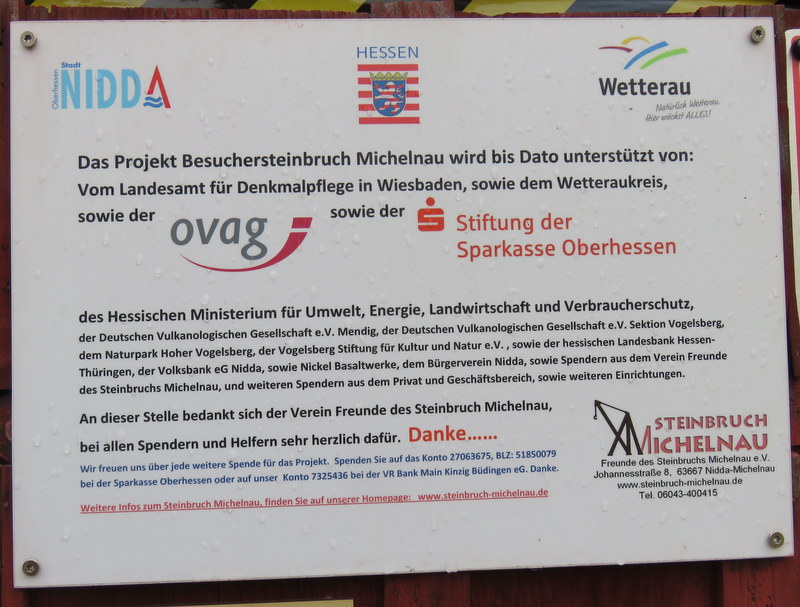 Stadt
Oberhessen
NIDDA
HESSEN
Wetterau
Natürlich Wetterau.
Hier wächst ALLES!
Das Projekt Besuchersteinbruch Michelnau wird bis Dato unterstützt von:
Vom Landesamt für Denkmalpflege in Wiesbaden, sowie dem Wetteraukreis,
sowie der ovag sowie der Stiftung der
Sparkasse Oberhessen
des Hessischen Ministerium für Umwelt, Energie, Landwirtschaft und Verbraucherschutz,
der Deutschen Vulkanologischen Gesellschaft e.V. Mendig, der Deutschen Vulkanologischen Gesellschaft e.V. Sektion Vogelsberg,
dem Naturpark Hoher Vogelsberg, der Vogelsberg Stiftung für Kultur und Natur e.V. , sowie der hessischen Landesbank Hessen-
Thüringen, der Volksbank eG Nidda, sowie Nickel Basaltwerke, dem Bürgerverein Nidda, sowie Spenden aus dem Verein Freunde
des Steinbruchs Michelnau, und weiteren Spendern aus dem Privat und Geschäftsbereich, sowie weiteren Einrichtungen.
An dieser Stelle bedankt sich der Verein Freunde des Steinbruch Michelnau,
bei allen Spendern und Helfern sehr herzlich dafür. Danke......
Wir freuen uns über jede weitere Spende für das Projekt. Spenden Sie auf das Konto 27063675, BLZ: 51850079
bei der Sparkasse Oberhessen oder auf unser Konto 7325436 bei der VR Bank Main Kinzig Büdingen eG. Danke.
Weitere Infos zum Steinbruch Michelnau, finden Sie auf unserer Homepage: www.steinbruch-michelnau.de
STEINBRUCH
MICHELNAU
Freunde des Steinbruchs Michelnau e.V.
Johannesstraße 8, 63667 Nidda-Michelnau
www.steinbruch-michelnau.de
Tel. 06043-400415